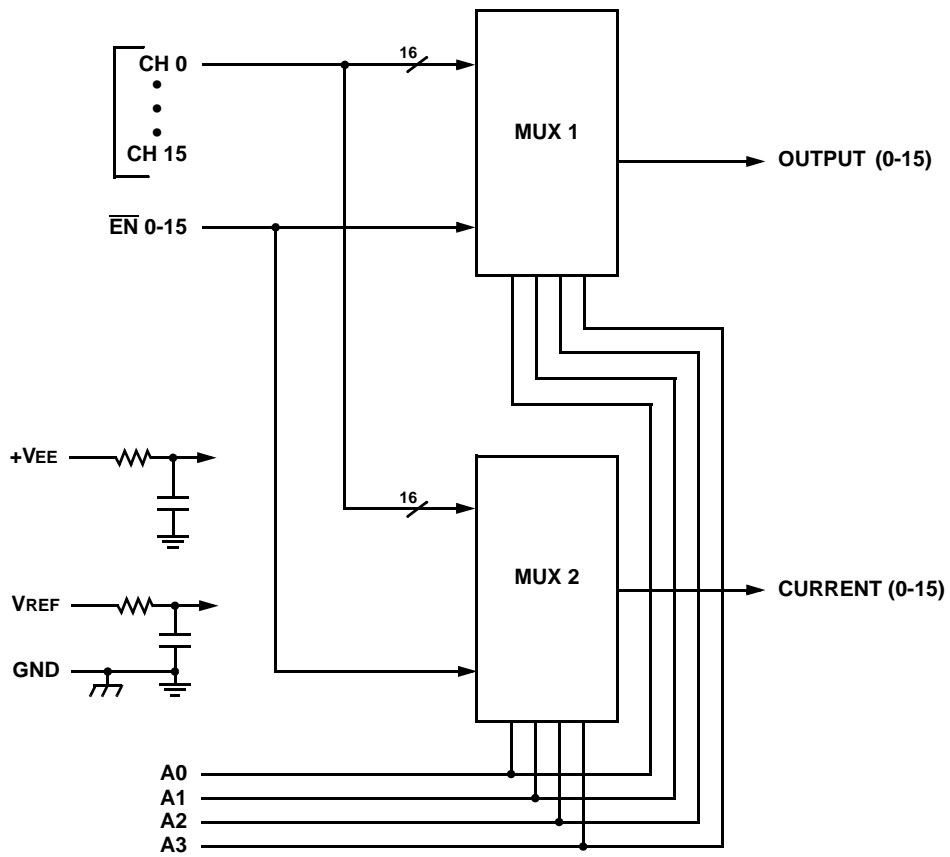 16
CH 0
MUX 1
CH 15
OUTPUT (0-15)
E̅N̅ 0-15
+VEE
16
MUX 2
VREF
CURRENT (0-15)
GND
A0
A1
A2
A3